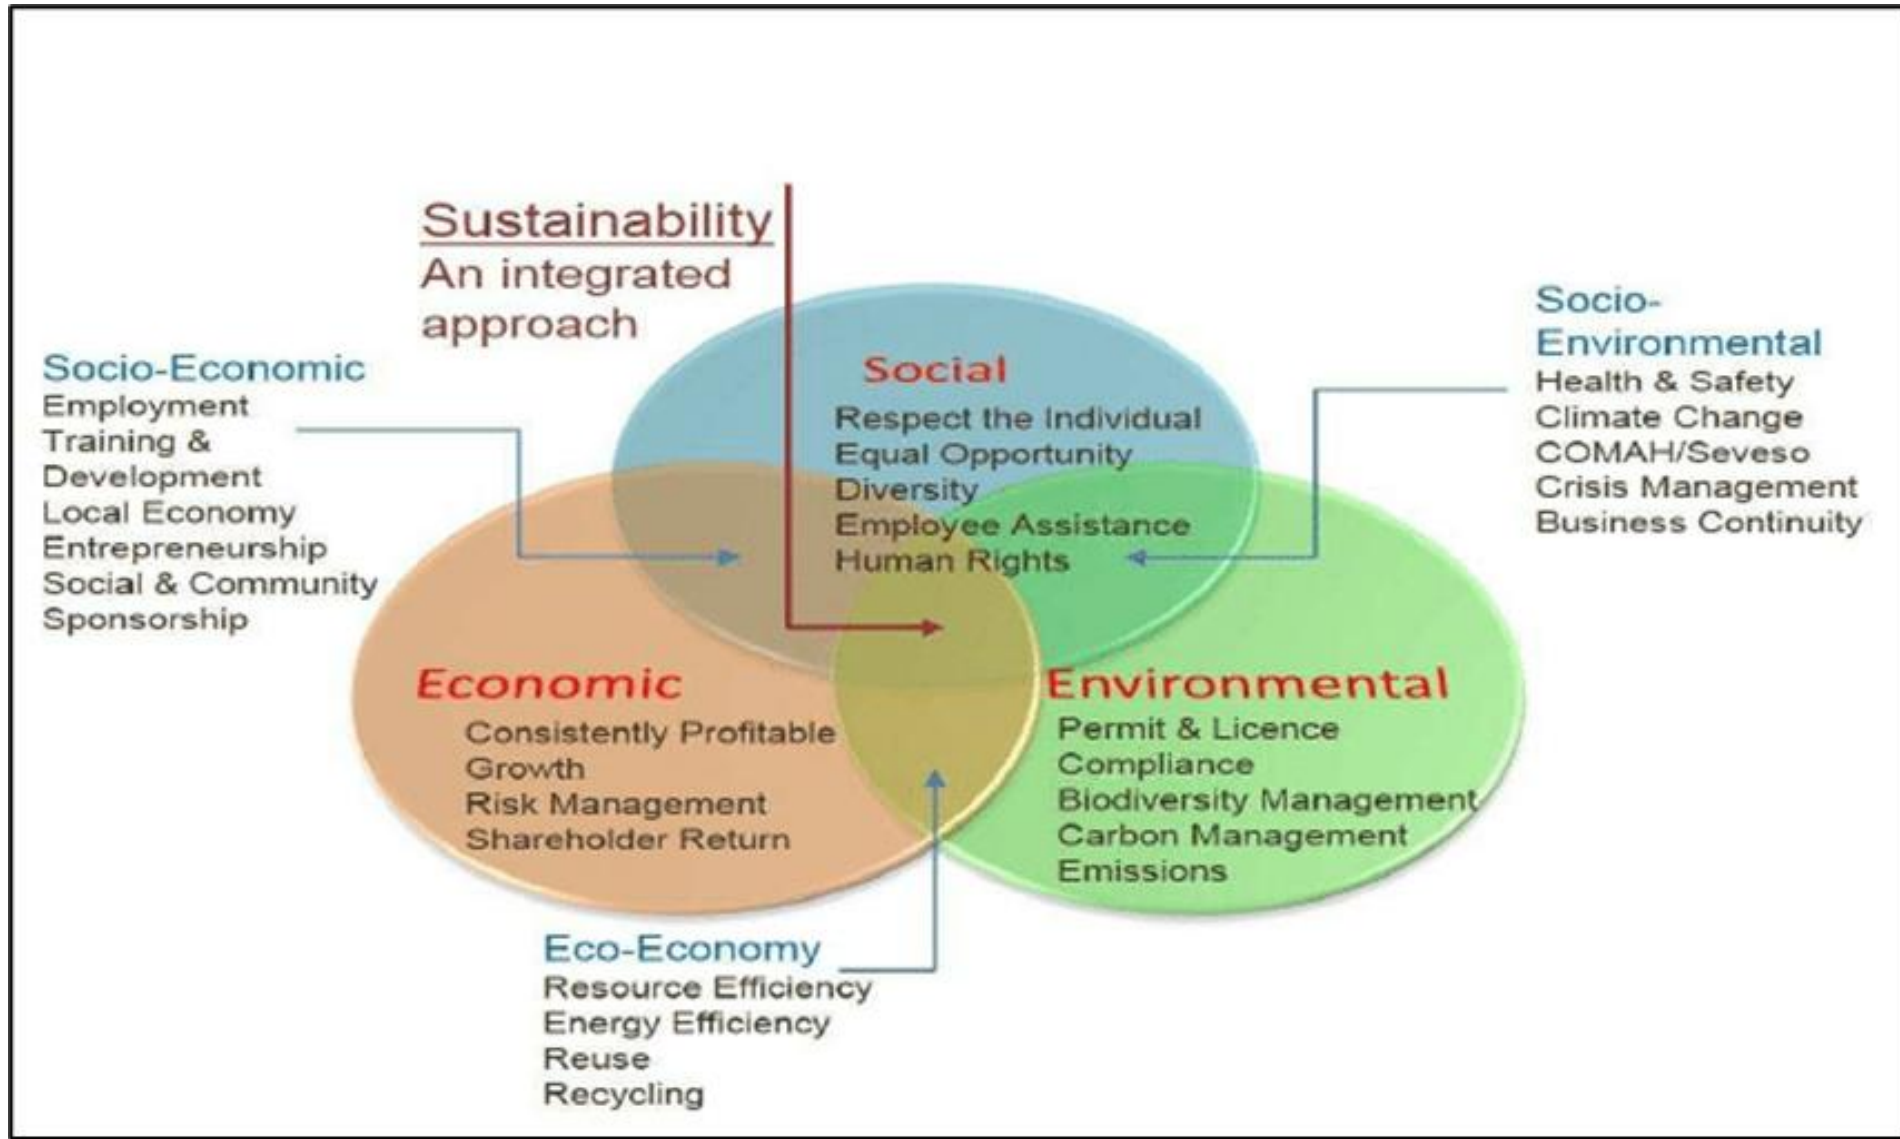 Sustainability
An integrated
approach
Socio-Economic
Employment
Training &
Development
Local Economy
Entrepreneurship
Social & Community
Sponsorship
Social
Respect the Individual
Equal Opportunity
Diversity
Employee Assistance
Human Rights
Socio-
Environmental
Health & Safety
Climate Change
COMAH/Seveso
Crisis Management
Business Continuity
Economic
Consistently Profitable
Growth
Risk Management
Shareholder Return
Environmental
Permit & Licence
Compliance
Biodiversity Management
Carbon Management
Emissions
Eco-Economy
Resource Efficiency
Energy Efficiency
Reuse
Recycling